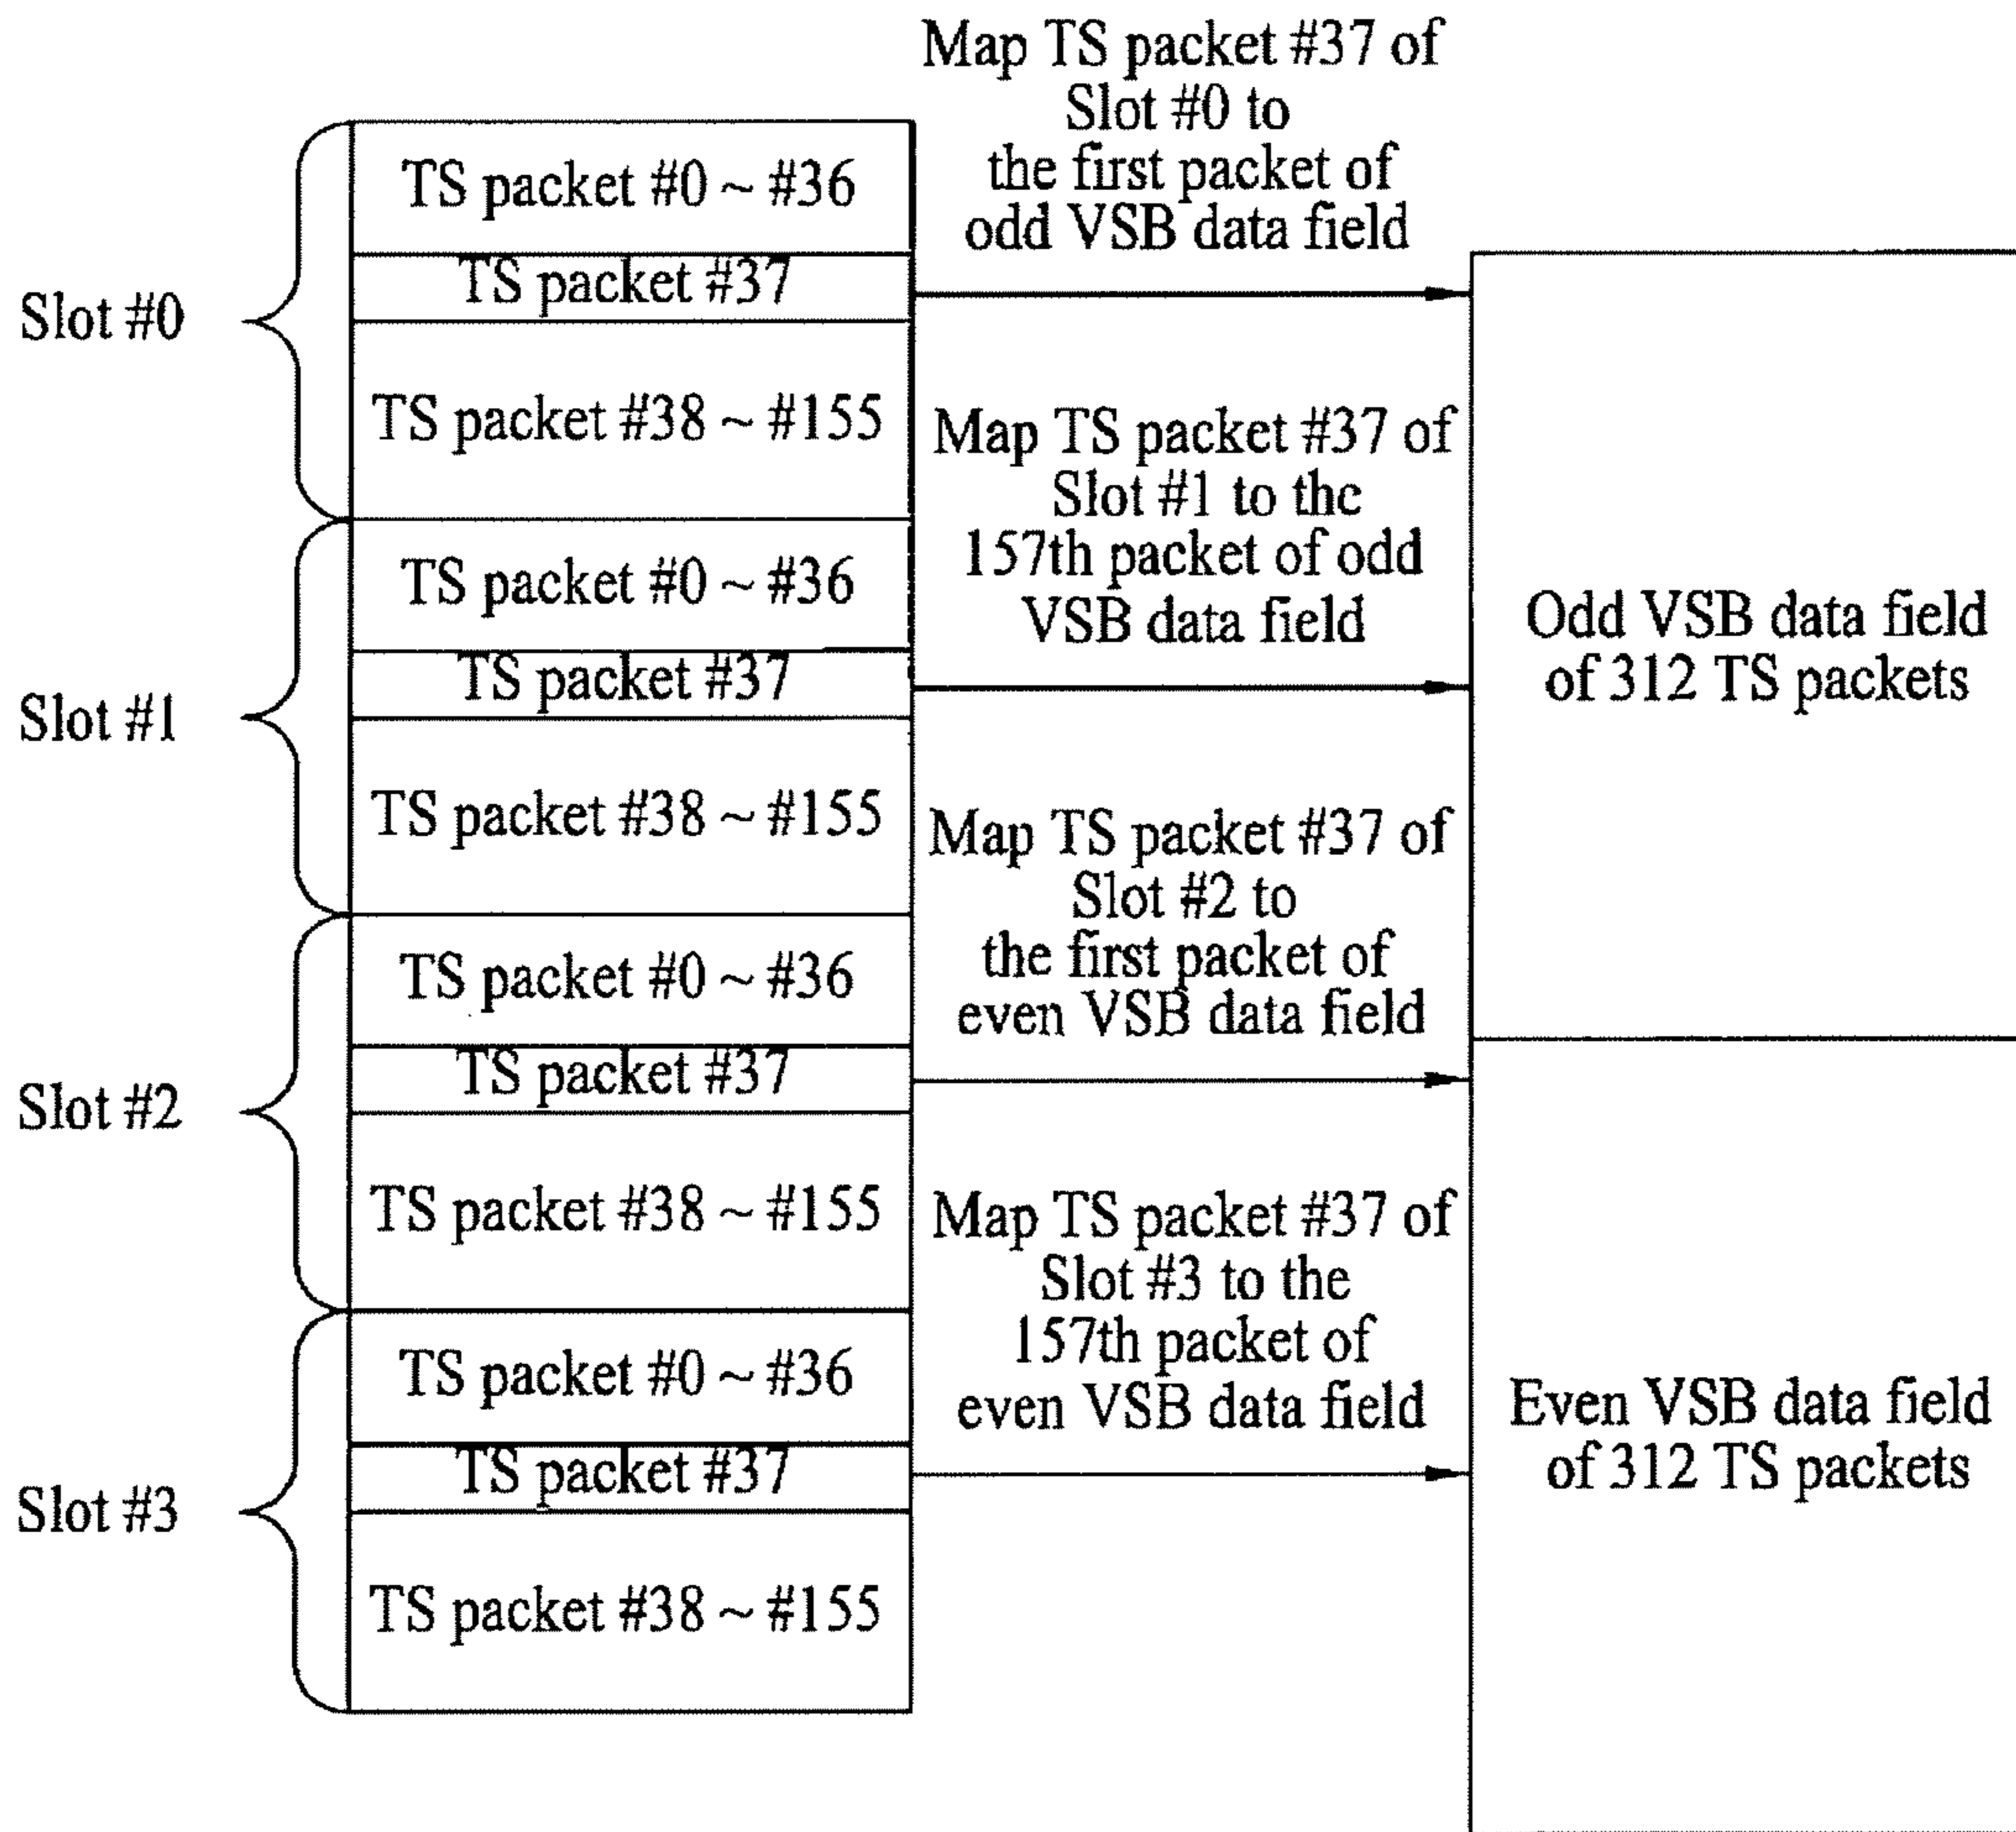 Map TS packet #37 of
Slot #0 to
the first packet of
odd VSB data field
Slot #0
TS packet #0 ~ #36
TS packet #37
TS packet #38 ~ #155
Map TS packet #37 of
Slot #1 to the
157th packet of odd
VSB data field
Slot #1
TS packet #0 ~ #36
TS packet #37
TS packet #38 ~ #155
Odd VSB data field
of 312 TS packets
Map TS packet #37 of
Slot #2 to
the first packet of
even VSB data field
Slot #2
TS packet #0 ~ #36
TS packet #37
TS packet #38 ~ #155
Map TS packet #37 of
Slot #3 to the
157th packet of
even VSB data field
Slot #3
TS packet #0 ~ #36
TS packet #37
TS packet #38 ~ #155
Even VSB data field
of 312 TS packets